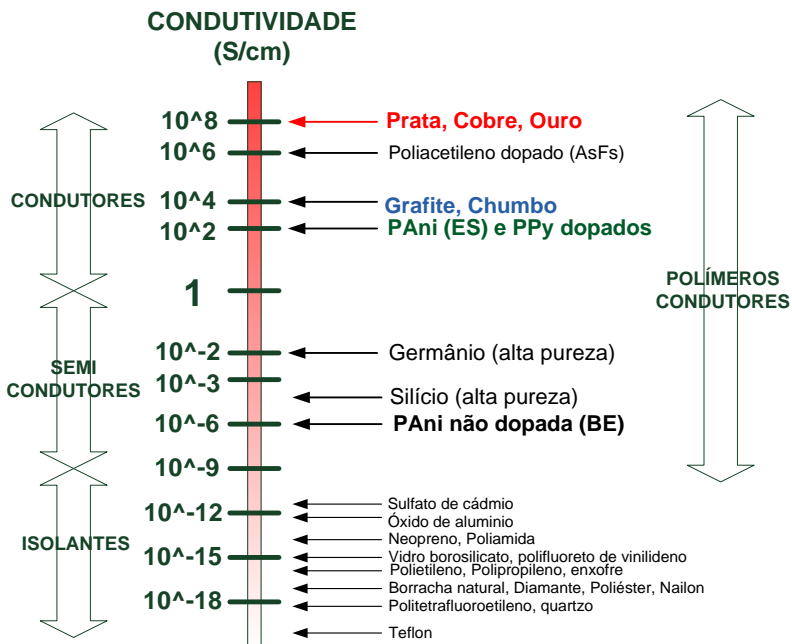 CONDUTIVIDADE
(S/cm)
10^8
Prata, Cobre, Ouro
10^6
Poliacetileno dopado (AsFs)
CONDUTORES
10^4
Grafite, Chumbo
10^2
PAni (ES) e PPy dopados
1
POLÍMEROS
CONDUTORES
10^-2
Germânio (alta pureza)
SEMI
CONDUTORES
10^-3
Silício (alta pureza)
10^-6
PAni não dopada (BE)
10^-9
Sulfato de cádmio
10^-12
Óxido de aluminio
ISOLANTES
Neopreno, Poliamida
10^-15
Vidro borosilicato, polifluoreto de vinilideno
Polietileno, Polipropileno, enxofre
Borracha natural, Diamante, Poliéster, Nailon
10^-18
Politetrafluoroetileno, quartzo
Teflon